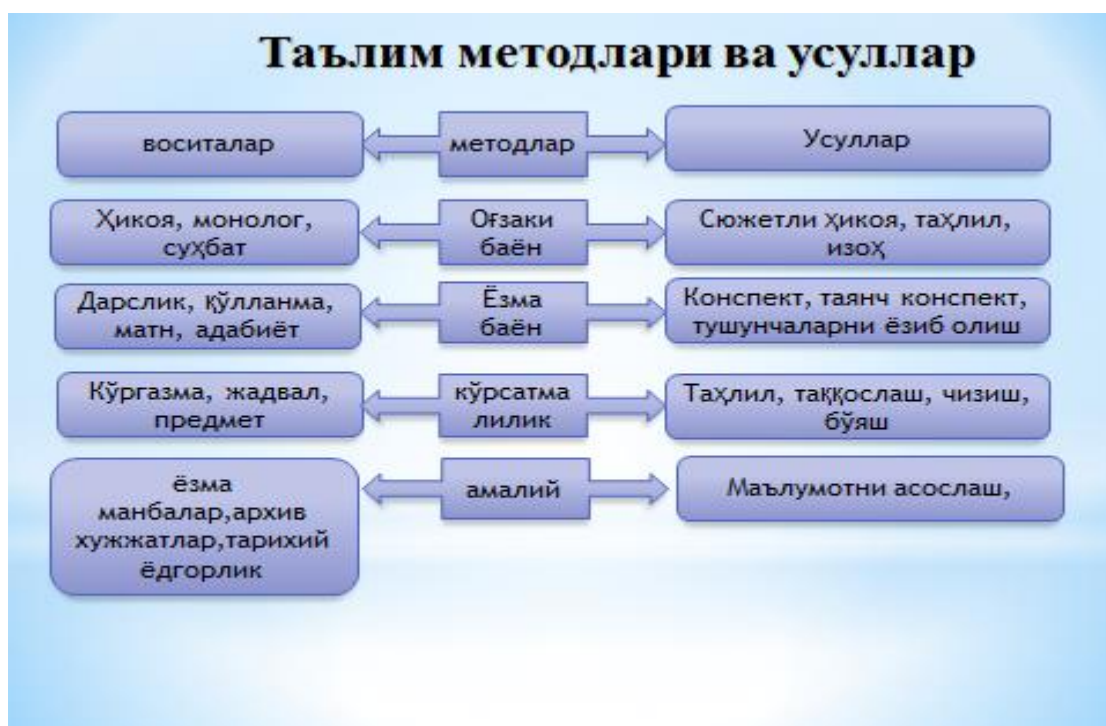 Таълим методлари ва усуллар
воситалар
методлар
Усуллар
Ҳикоя, монолог,
суҳбат
Оғзаки
баён
Сюжетли ҳикоя, таҳлил,
изоҳ
Дарслик, қўлланма,
матн, адабиёт
Ёзма
баён
Конспект, таянч конспект,
тушунчаларни ёзиб олиш
Кўргазма, жадвал,
предмет
кўрсатма
лилик
Таҳлил, таққослаш, чизиш,
бўяш
ёзма
манбалар,архив
хужжатлар,тарихий
ёдгорлик
амалий
Маълумотни асослаш,